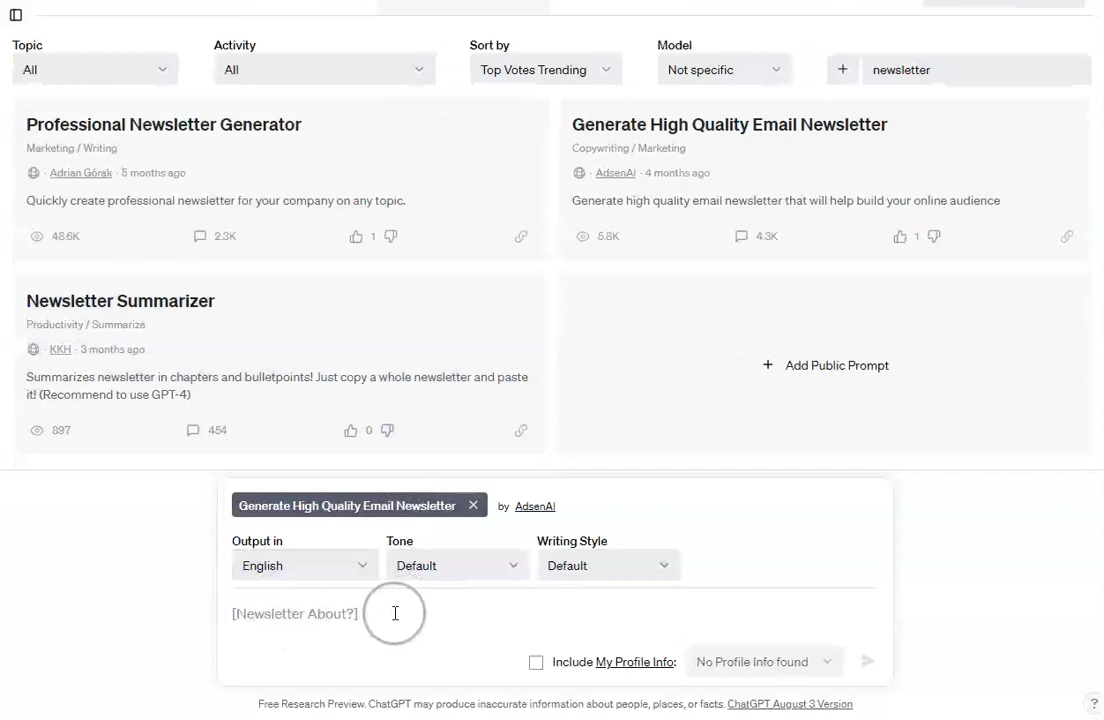 Topic Activity Sort by Model
All All Top Votes Trending Not specific + newsletter
Professional Newsletter Generator
Marketing / Writing
· Adrian Górak · 5 months ago
Quickly create professional newsletter for your company on any topic.
48.6K 2.3K 1
Generate High Quality Email Newsletter
Copywriting / Marketing
· AdsenAI · 4 months ago
Generate high quality email newsletter that will help build your online audience
5.8K 4.3K 1
Newsletter Summarizer
Productivity / Summarize
· KKH · 3 months ago
Summarizes newsletter in chapters and bulletpoints! Just copy a whole newsletter and paste
it! (Recommend to use GPT-4)
897 454 0
+ Add Public Prompt
Generate High Quality Email Newsletter × by AdsenAI
Output in Tone Writing Style
English Default Default
[Newsletter About?]
Include My Profile Info: No Profile Info found
Free Research Preview. ChatGPT may produce inaccurate information about people, places, or facts. ChatGPT August 3 Version
?